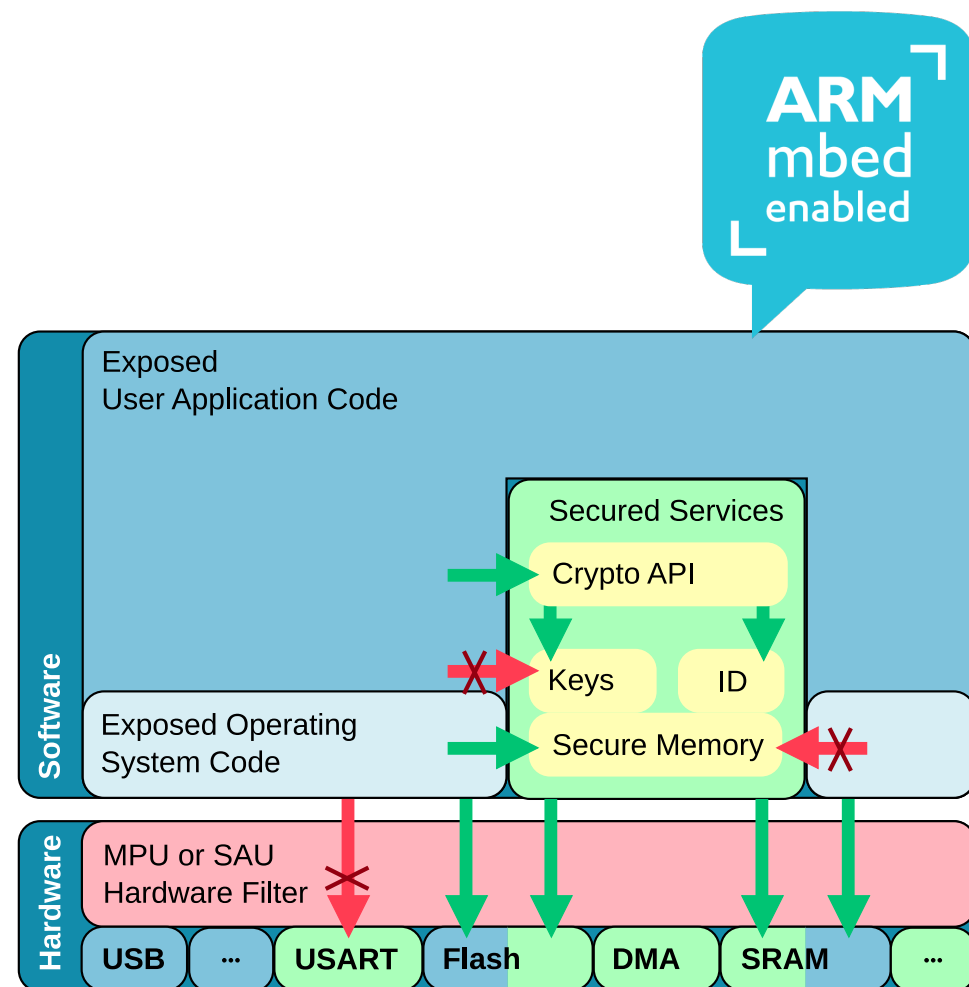 ARM
mbed
enabled
Exposed
User Application Code
Secured Services
Crypto API
Keys
ID
Exposed Operating
System Code
Secure Memory
Software
MPU or SAU
Hardware Filter
Hardware
USB
...
USART
Flash
DMA
SRAM
...